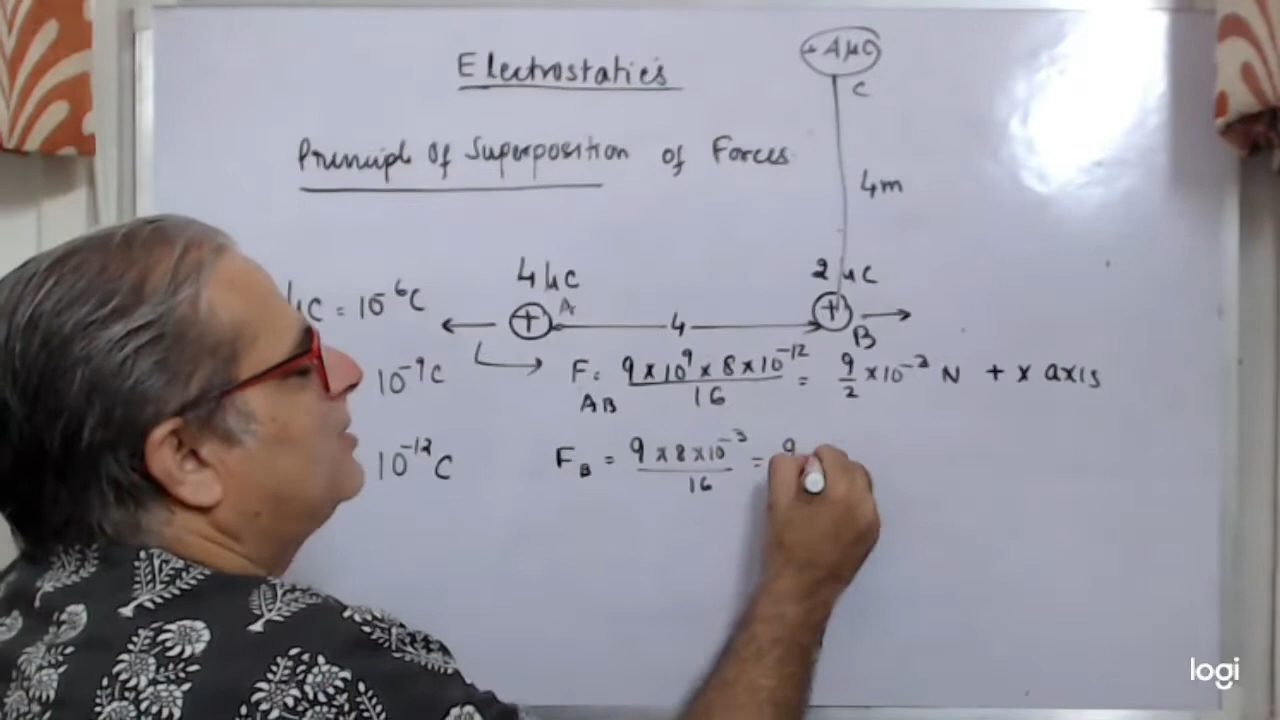 Electrostatics
+ 4μC
C
Principle Of Superposition of Forces
4m
4μC
2μC
μC = 10⁻⁶C
+ A
4
+
B
10⁻⁹C
F AB = 9 × 10⁹ × 8 × 10⁻¹² / 16 = 9/2 × 10⁻³ N + x axis
10⁻¹²C
F B = 9 × 8 × 10⁻³ / 16 = 9
logi